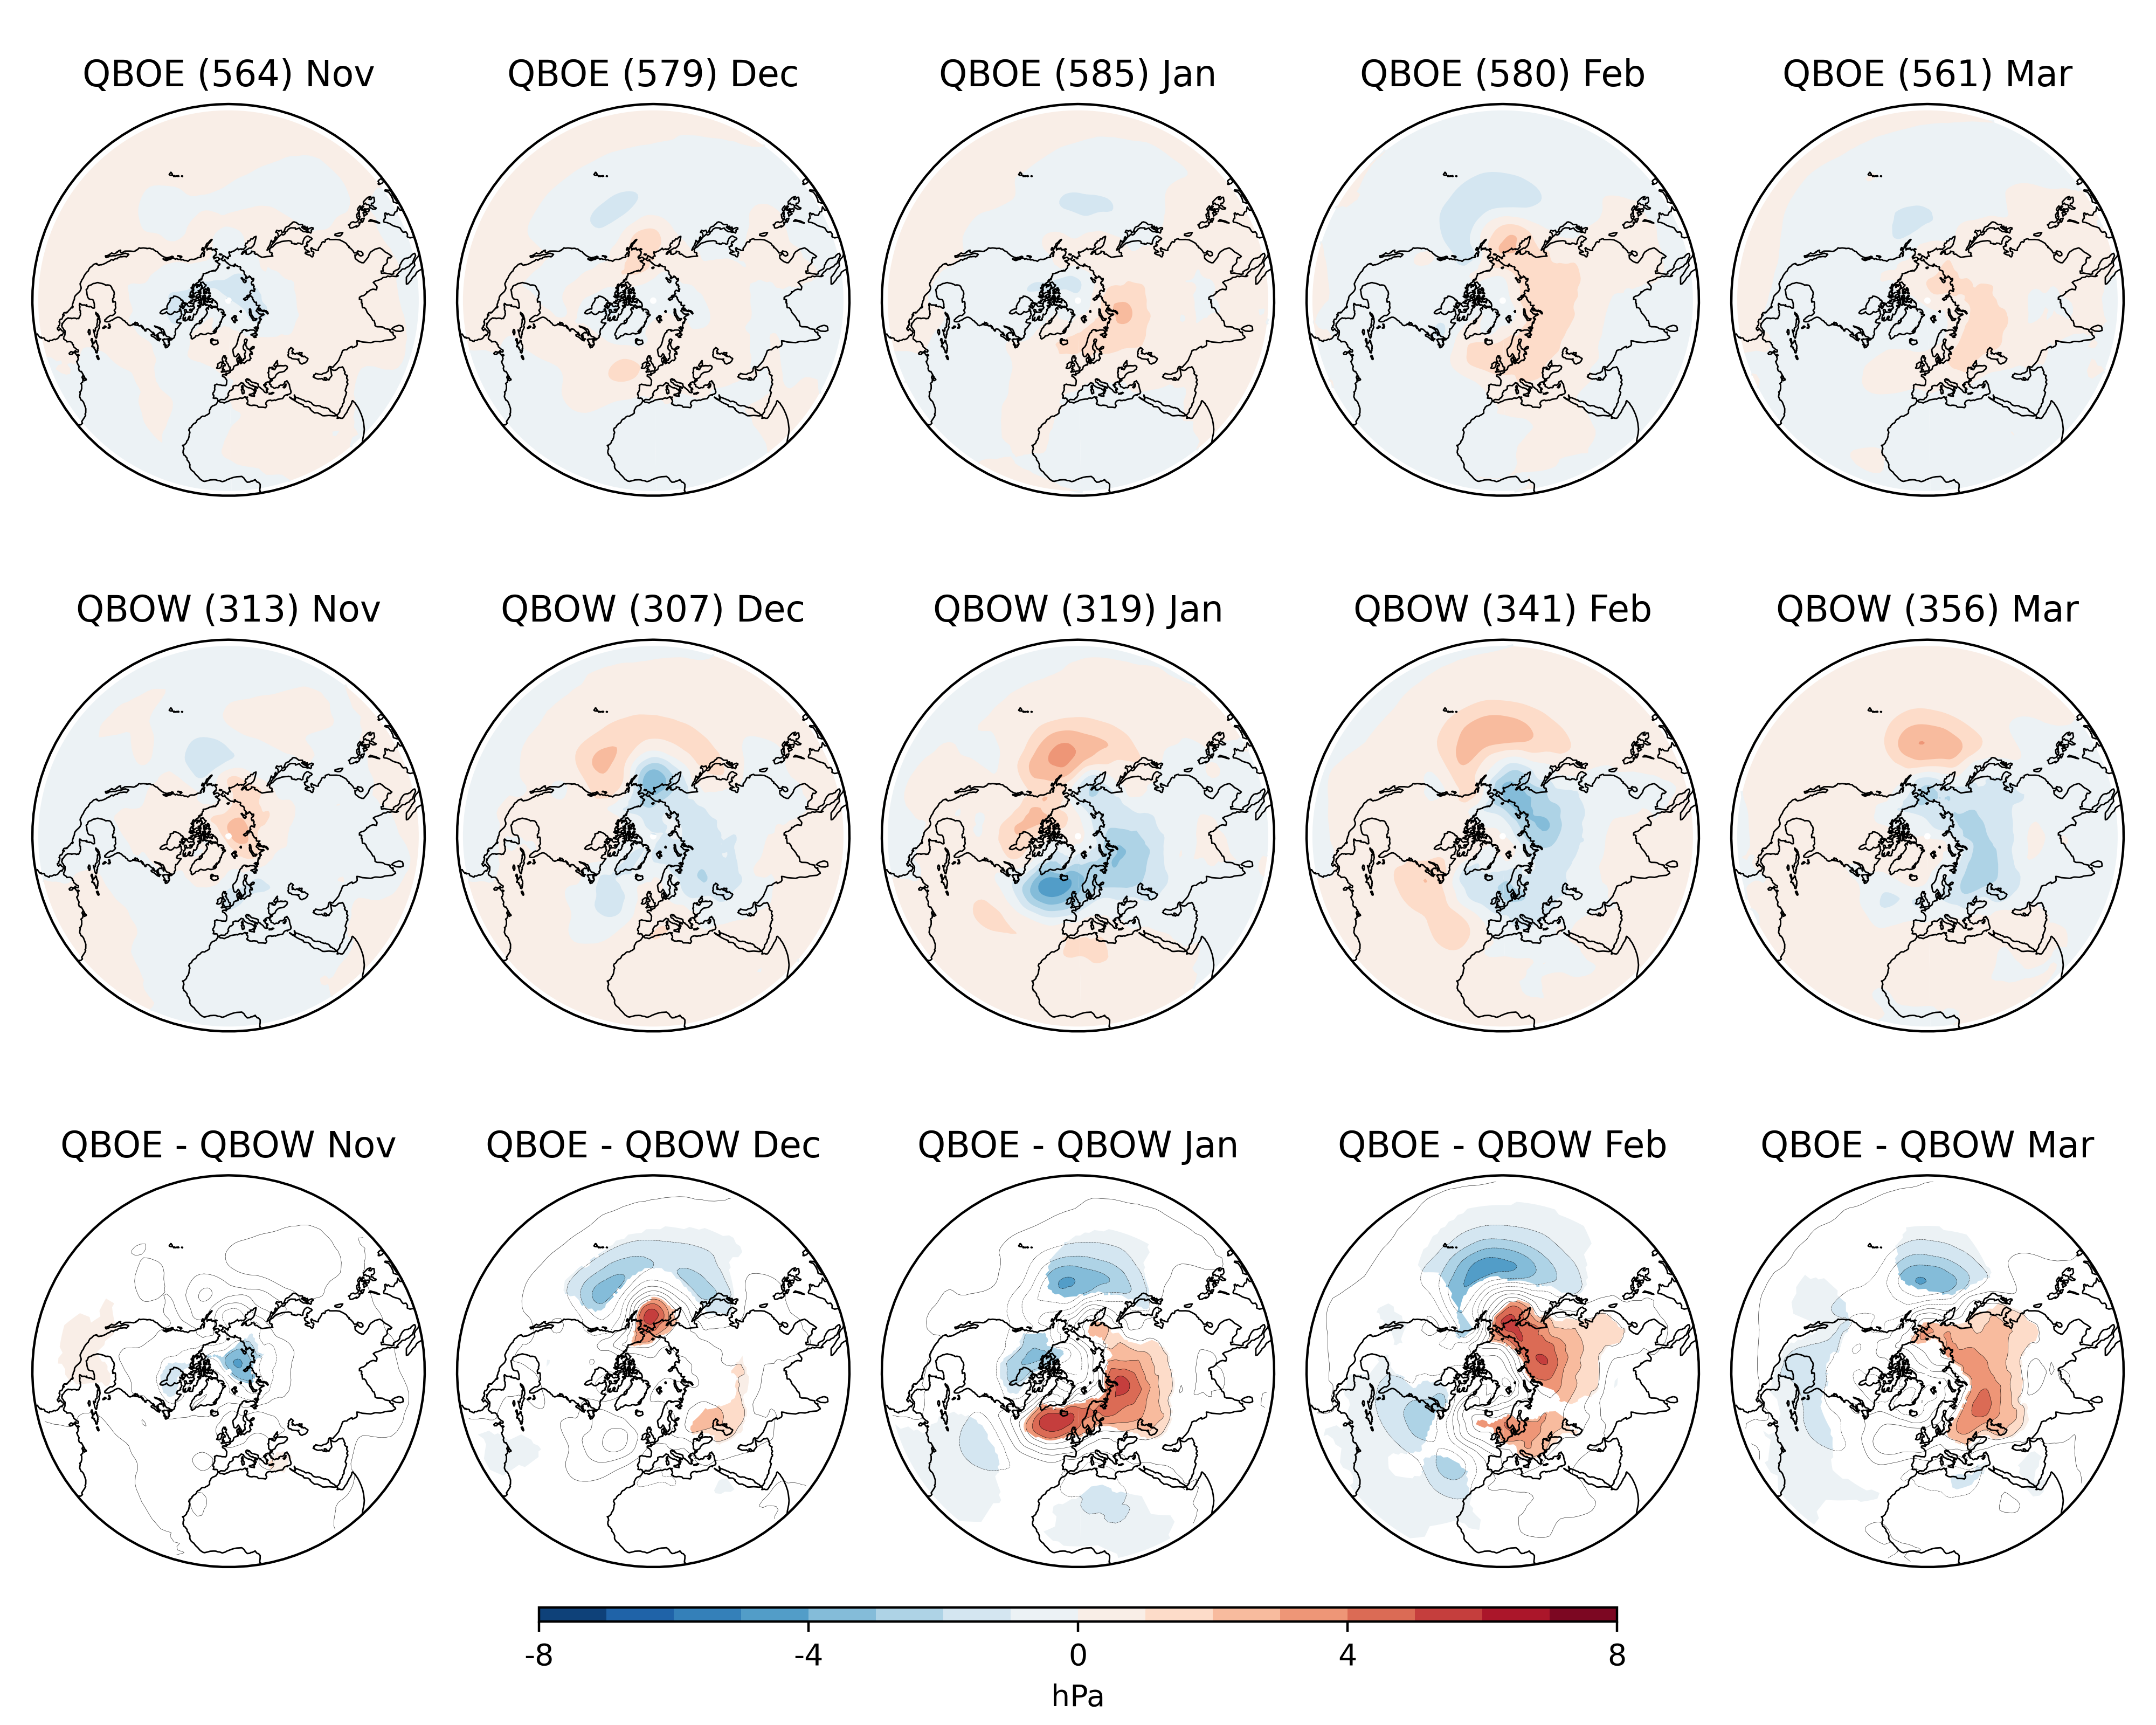 QBOE (564) Nov
QBOE (579) Dec
QBOE (585) Jan
QBOE (580) Feb
QBOE (561) Mar
QBOW (313) Nov
QBOW (307) Dec
QBOW (319) Jan
QBOW (341) Feb
QBOW (356) Mar
QBOE - QBOW Nov
QBOE - QBOW Dec
QBOE - QBOW Jan
QBOE - QBOW Feb
QBOE - QBOW Mar
-8 -4 0 4 8
hPa